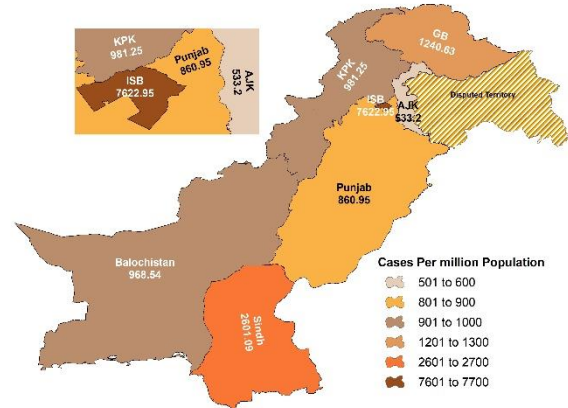 KPK
981.25
Punjab
860.95
ISB
7622.95
AJK
533.2
GB
1240.63
KPK
981.25
ISB
7622.95
AJK
533.2
Disputed Territory
Punjab
860.95
Balochistan
968.54
Sindh
2601.09
Cases Per million Population
501 to 600
801 to 900
901 to 1000
1201 to 1300
2601 to 2700
7601 to 7700